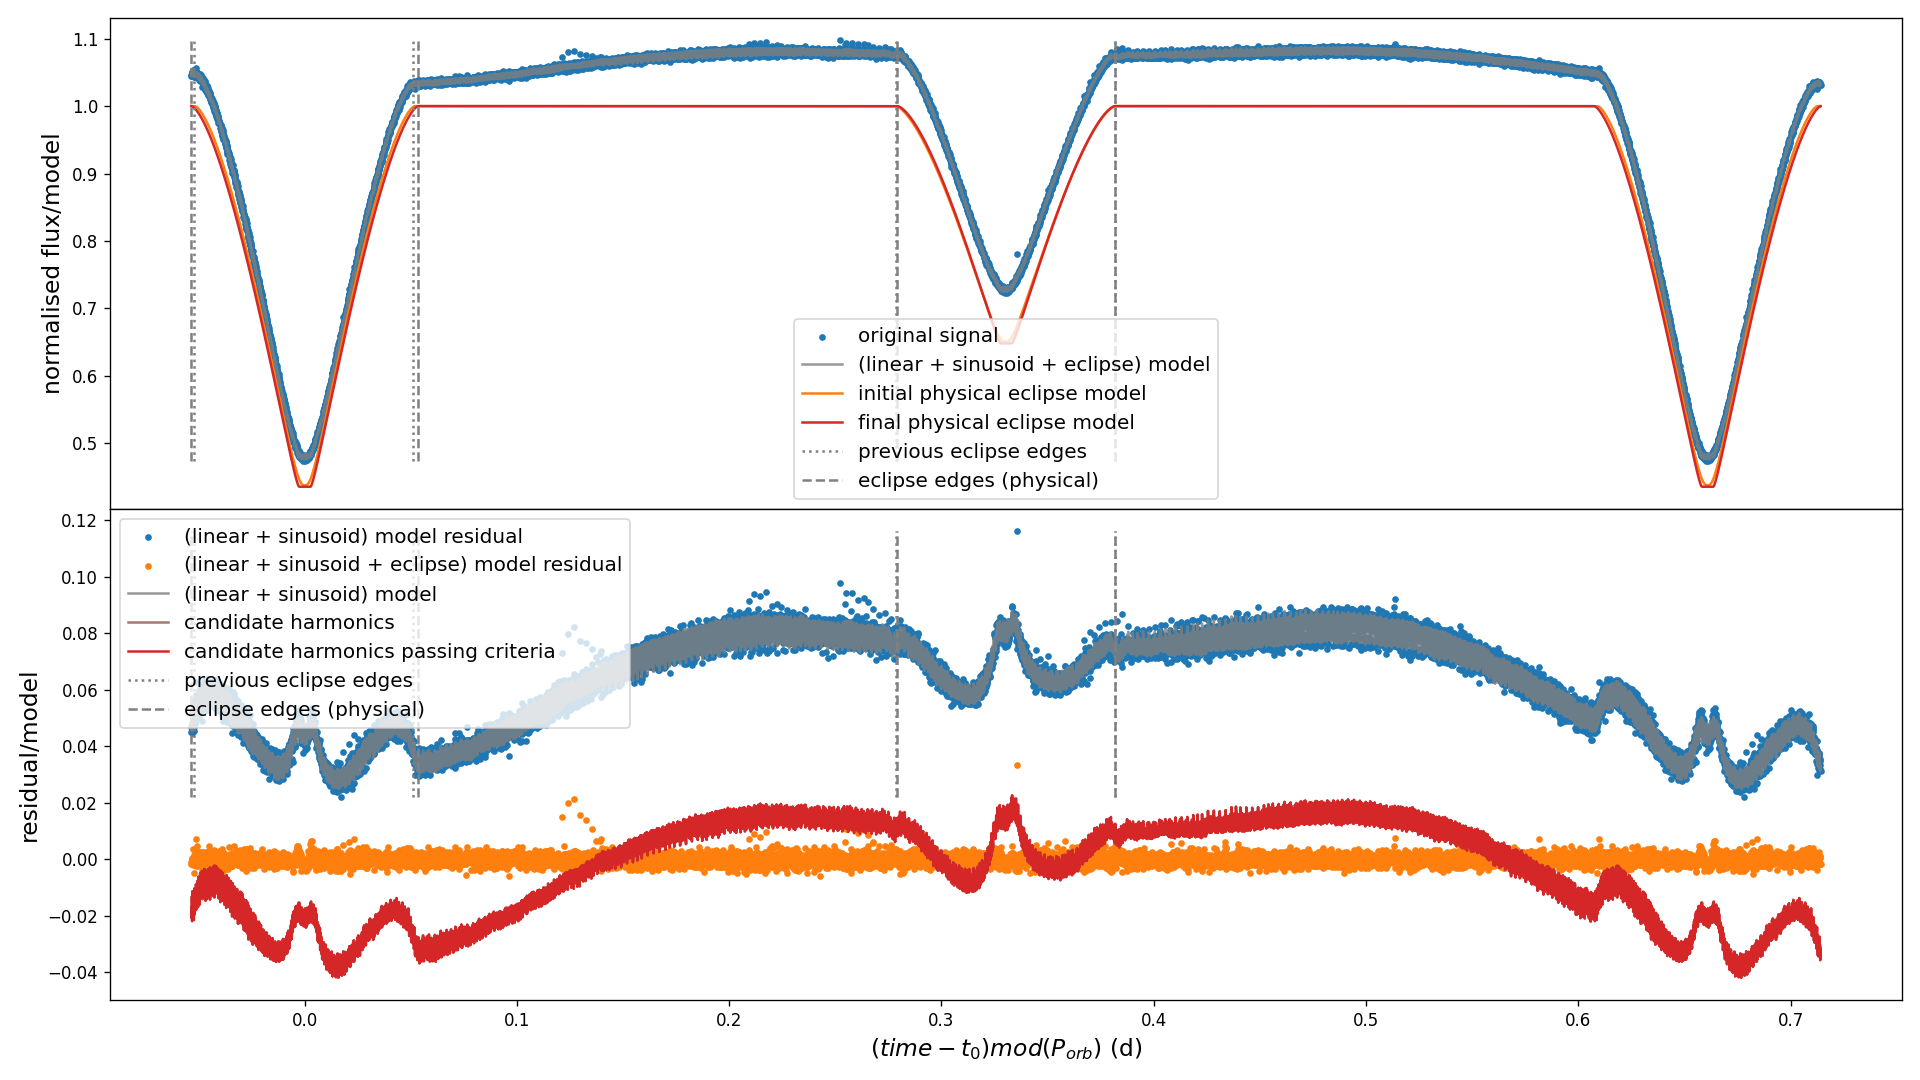 1.1
1.0
0.9
0.8
0.7
0.6
0.5
normalised flux/model
original signal
(linear + sinusoid + eclipse) model
initial physical eclipse model
final physical eclipse model
previous eclipse edges
eclipse edges (physical)
0.12
0.10
0.08
0.06
0.04
0.02
0.00
−0.02
−0.04
residual/model
(linear + sinusoid) model residual
(linear + sinusoid + eclipse) model residual
(linear + sinusoid) model
candidate harmonics
candidate harmonics passing criteria
previous eclipse edges
eclipse edges (physical)
0.0 0.1 0.2 0.3 0.4 0.5 0.6 0.7
(time − t₀)mod(P_orb) (d)